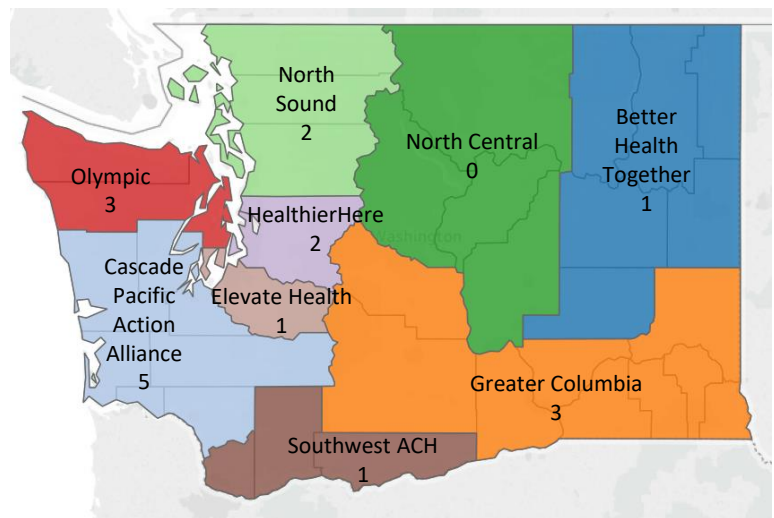 North
Sound
2
North Central
0
Better
Health
Together
1
Olympic
3
HealthierHere
2
Washington
Cascade
Pacific
Action
Alliance
5
Elevate Health
1
Greater Columbia
3
Southwest ACH
1